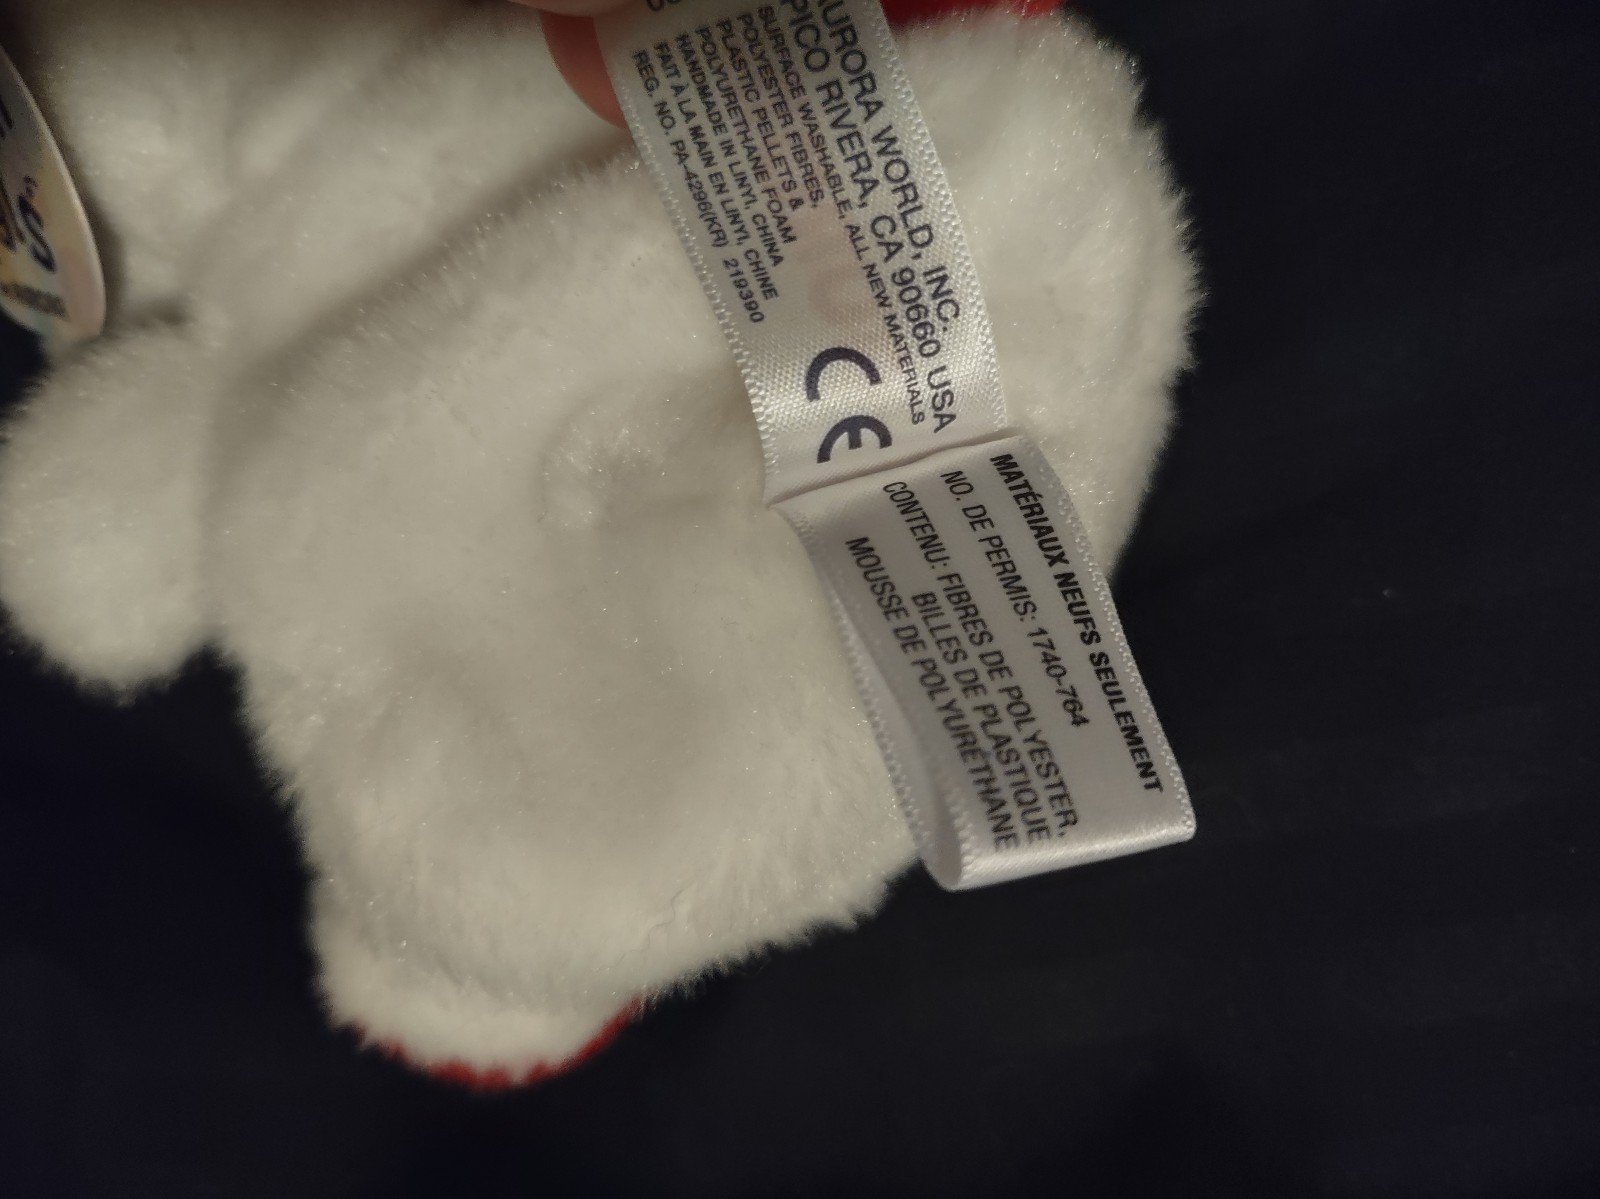 AURORA WORLD, INC.
PICO RIVERA, CA 90660 USA
SURFACE WASHABLE, ALL NEW MATERIALS
POLYESTER FIBRES,
PLASTIC PELLETS &
POLYURETHANE FOAM
HANDMADE IN LINYI, CHINA
FAIT À LA MAIN EN LINYI, CHINE
REG. NO. PA-4296(KR) 219390
CE
MATÉRIAUX NEUFS SEULEMENT
NO. DE PERMIS: 1740-764
CONTENU: FIBRES DE POLYESTER,
BILLES DE PLASTIQUE
MOUSSE DE POLYURÉTHANE